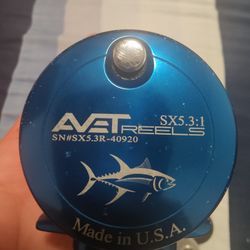 SX5.3:1
AVET REELS
SN#SX5.3R-40920
Made in U.S.A.